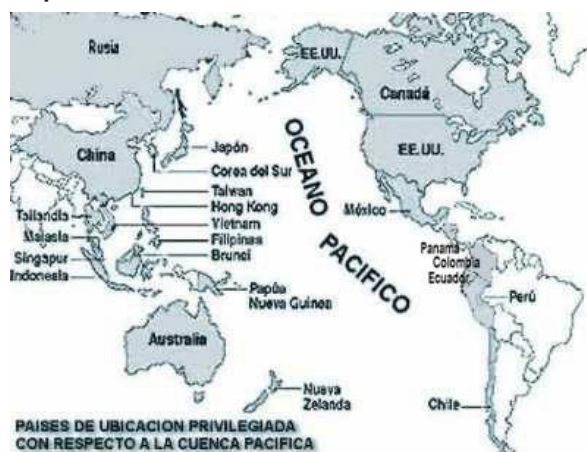 Rusia
EE.UU.
Canadá
China
Japón
EE.UU.
Corea del Sur
OCEANO PACIFICO
Taiwan
Hong Kong
México
Tailandia
Vietnam
Malasia
Filipinas
Panamá
Singapur
Brunei
Colombia
Indonesia
Ecuador
Papúa
Nueva Guinea
Perú
Australia
Nueva
Zelanda
Chile
PAISES DE UBICACION PRIVILEGIADA
CON RESPECTO A LA CUENCA PACIFICA